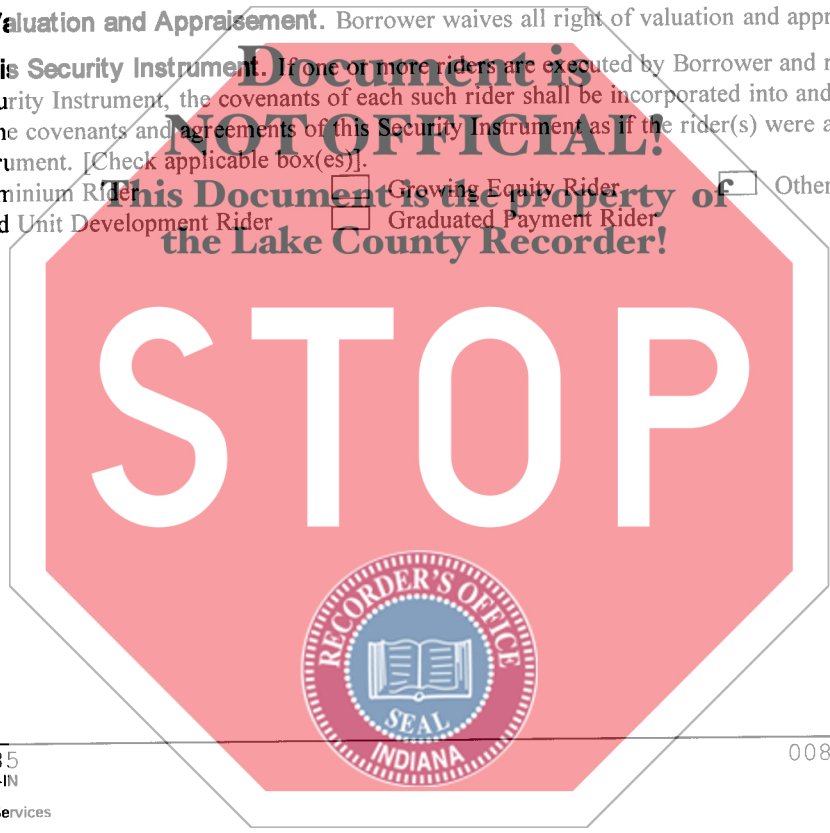 aluation and Appraisement. Borrower waives all right of valuation and appr
Document is
is Security Instrument. If one or more riders are executed by Borrower and r
urity Instrument, the covenants of each such rider shall be incorporated into and
NOT OFFICIAL!
e covenants and agreements of this Security Instrument as if the rider(s) were a
rument. [Check applicable box(es)].
minium Rider Growing Equity Rider Other
This Document is the property of
d Unit Development Rider Graduated Payment Rider
the Lake County Recorder!
STOP
RECORDER'S OFFICE
SEAL
INDIANA
35 008
-IN
ervices